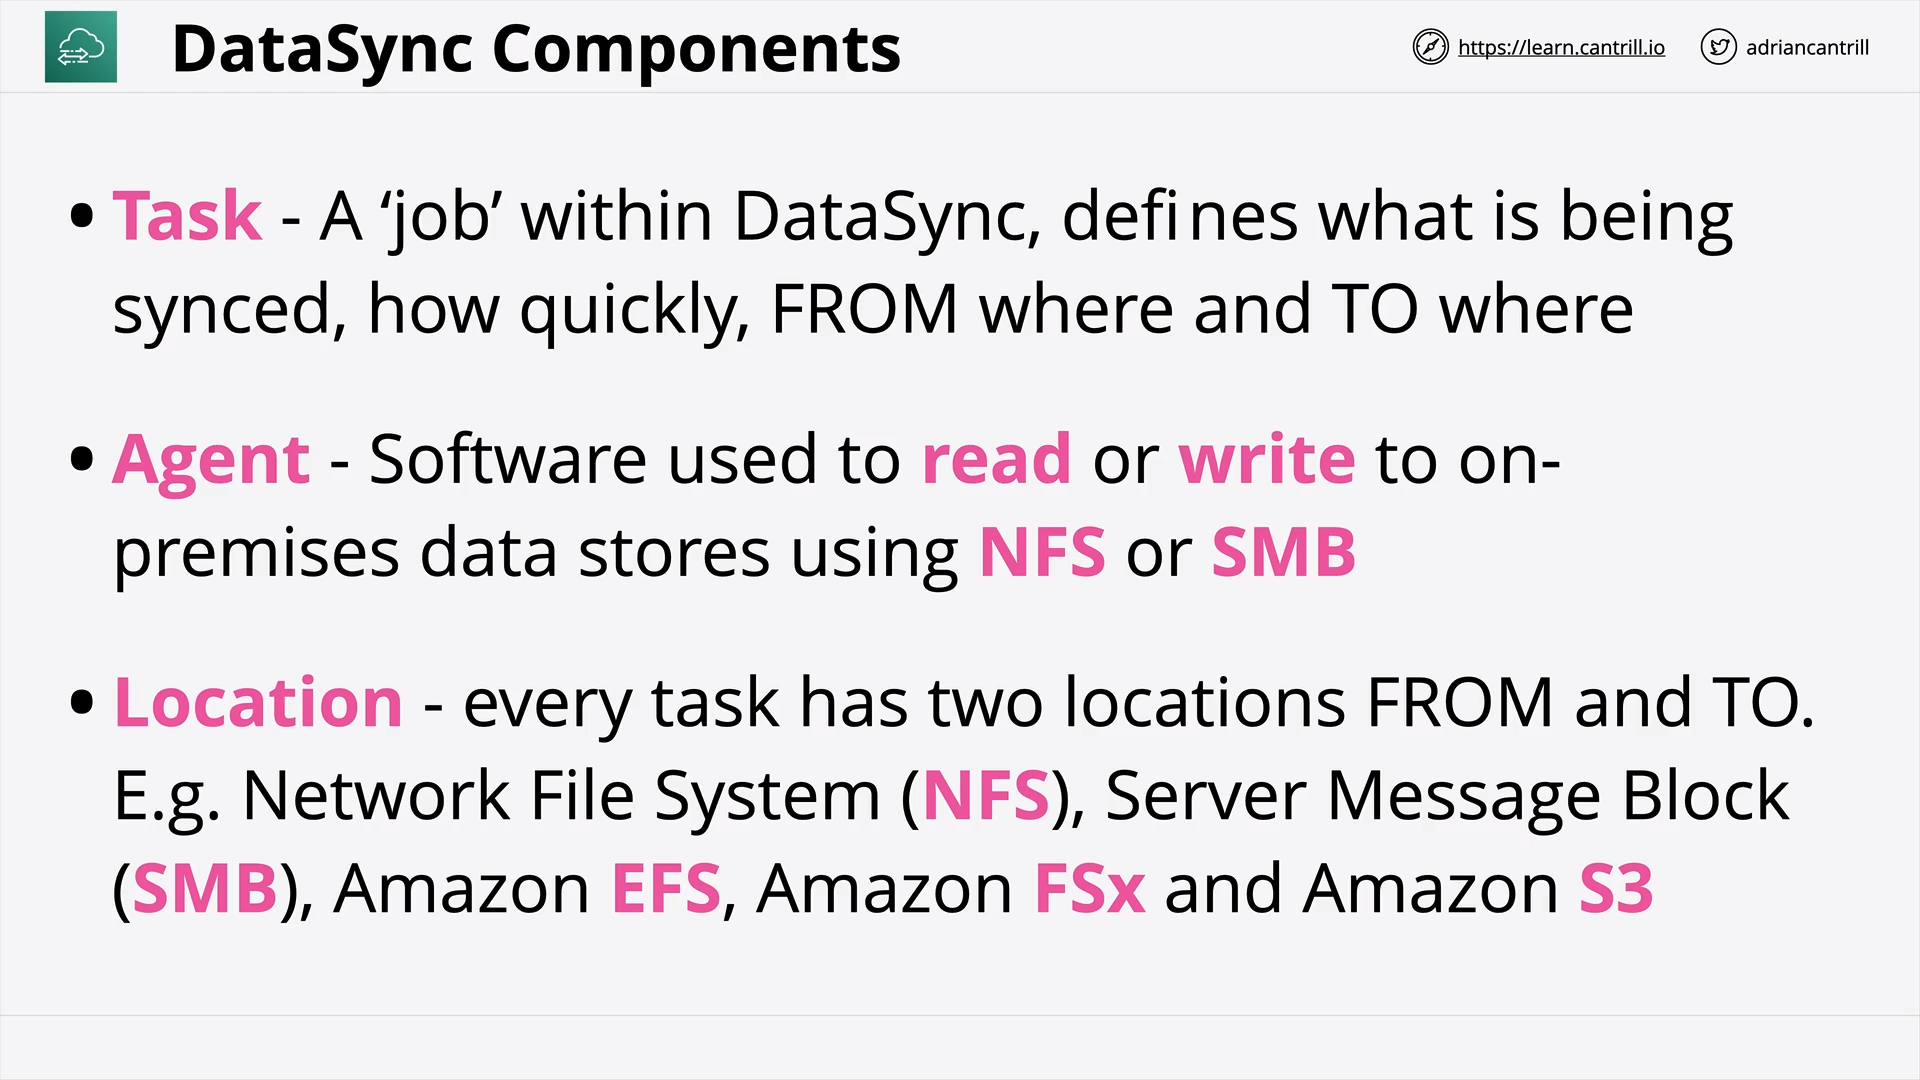 DataSync Components
https://learn.cantrill.io
adriancantrill
• Task - A ‘job’ within DataSync, defines what is being
synced, how quickly, FROM where and TO where
• Agent - Software used to read or write to on-
premises data stores using NFS or SMB
• Location - every task has two locations FROM and TO.
E.g. Network File System (NFS), Server Message Block
(SMB), Amazon EFS, Amazon FSx and Amazon S3